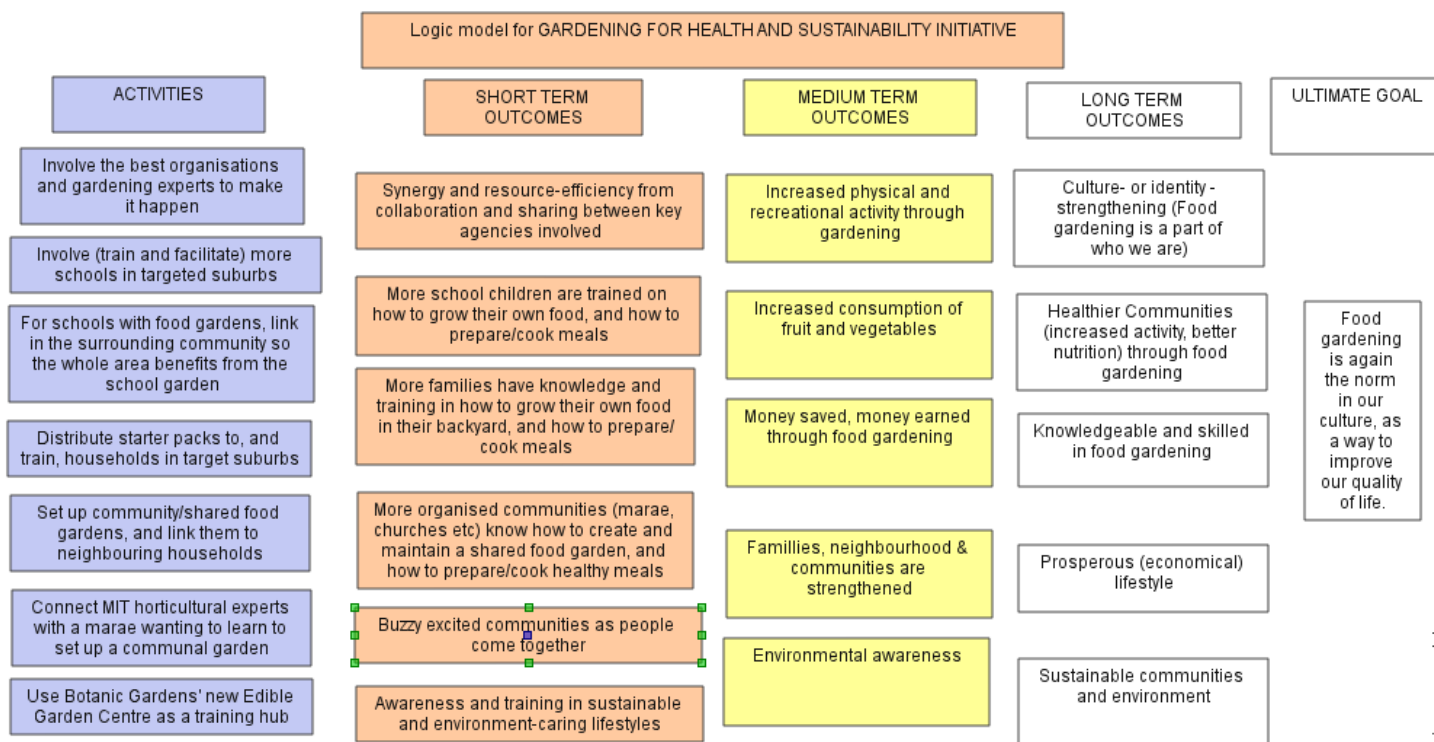 Logic model for GARDENING FOR HEALTH AND SUSTAINABILITY INITIATIVE
ACTIVITIES
Involve the best organisations
and gardening experts to make
it happen
Involve (train and facilitate) more
schools in targeted suburbs
For schools with food gardens, link
in the surrounding community so
the whole area benefits from the
school garden
Distribute starter packs to, and
train, households in target suburbs
Set up community/shared food
gardens, and link them to
neighbouring households
Connect MIT horticultural experts
with a marae wanting to learn to
set up a communal garden
Use Botanic Gardens' new Edible
Garden Centre as a training hub
SHORT TERM
OUTCOMES
Synergy and resource-efficiency from
collaboration and sharing between key
agencies involved
More school children are trained on
how to grow their own food, and how to
prepare/cook meals
More families have knowledge and
training in how to grow their own food
in their backyard, and how to prepare/
cook meals
More organised communities (marae,
churches etc) know how to create and
maintain a shared food garden, and
how to prepare/cook healthy meals
Buzzy excited communities as people
come together
Awareness and training in sustainable
and environment-caring lifestyles
MEDIUM TERM
OUTCOMES
Increased physical and
recreational activity through
gardening
Increased consumption of
fruit and vegetables
Money saved, money earned
through food gardening
Famillies, neighbourhood &
communities are
strengthened
Environmental awareness
LONG TERM
OUTCOMES
Culture- or identity -
strengthening (Food
gardening is a part of
who we are)
Healthier Communities
(increased activity, better
nutrition) through food
gardening
Knowledgeable and skilled
in food gardening
Prosperous (economical)
lifestyle
Sustainable communities
and environment
ULTIMATE GOAL
Food
gardening
is again
the norm
in our
culture, as
a way to
improve
our quality
of life.